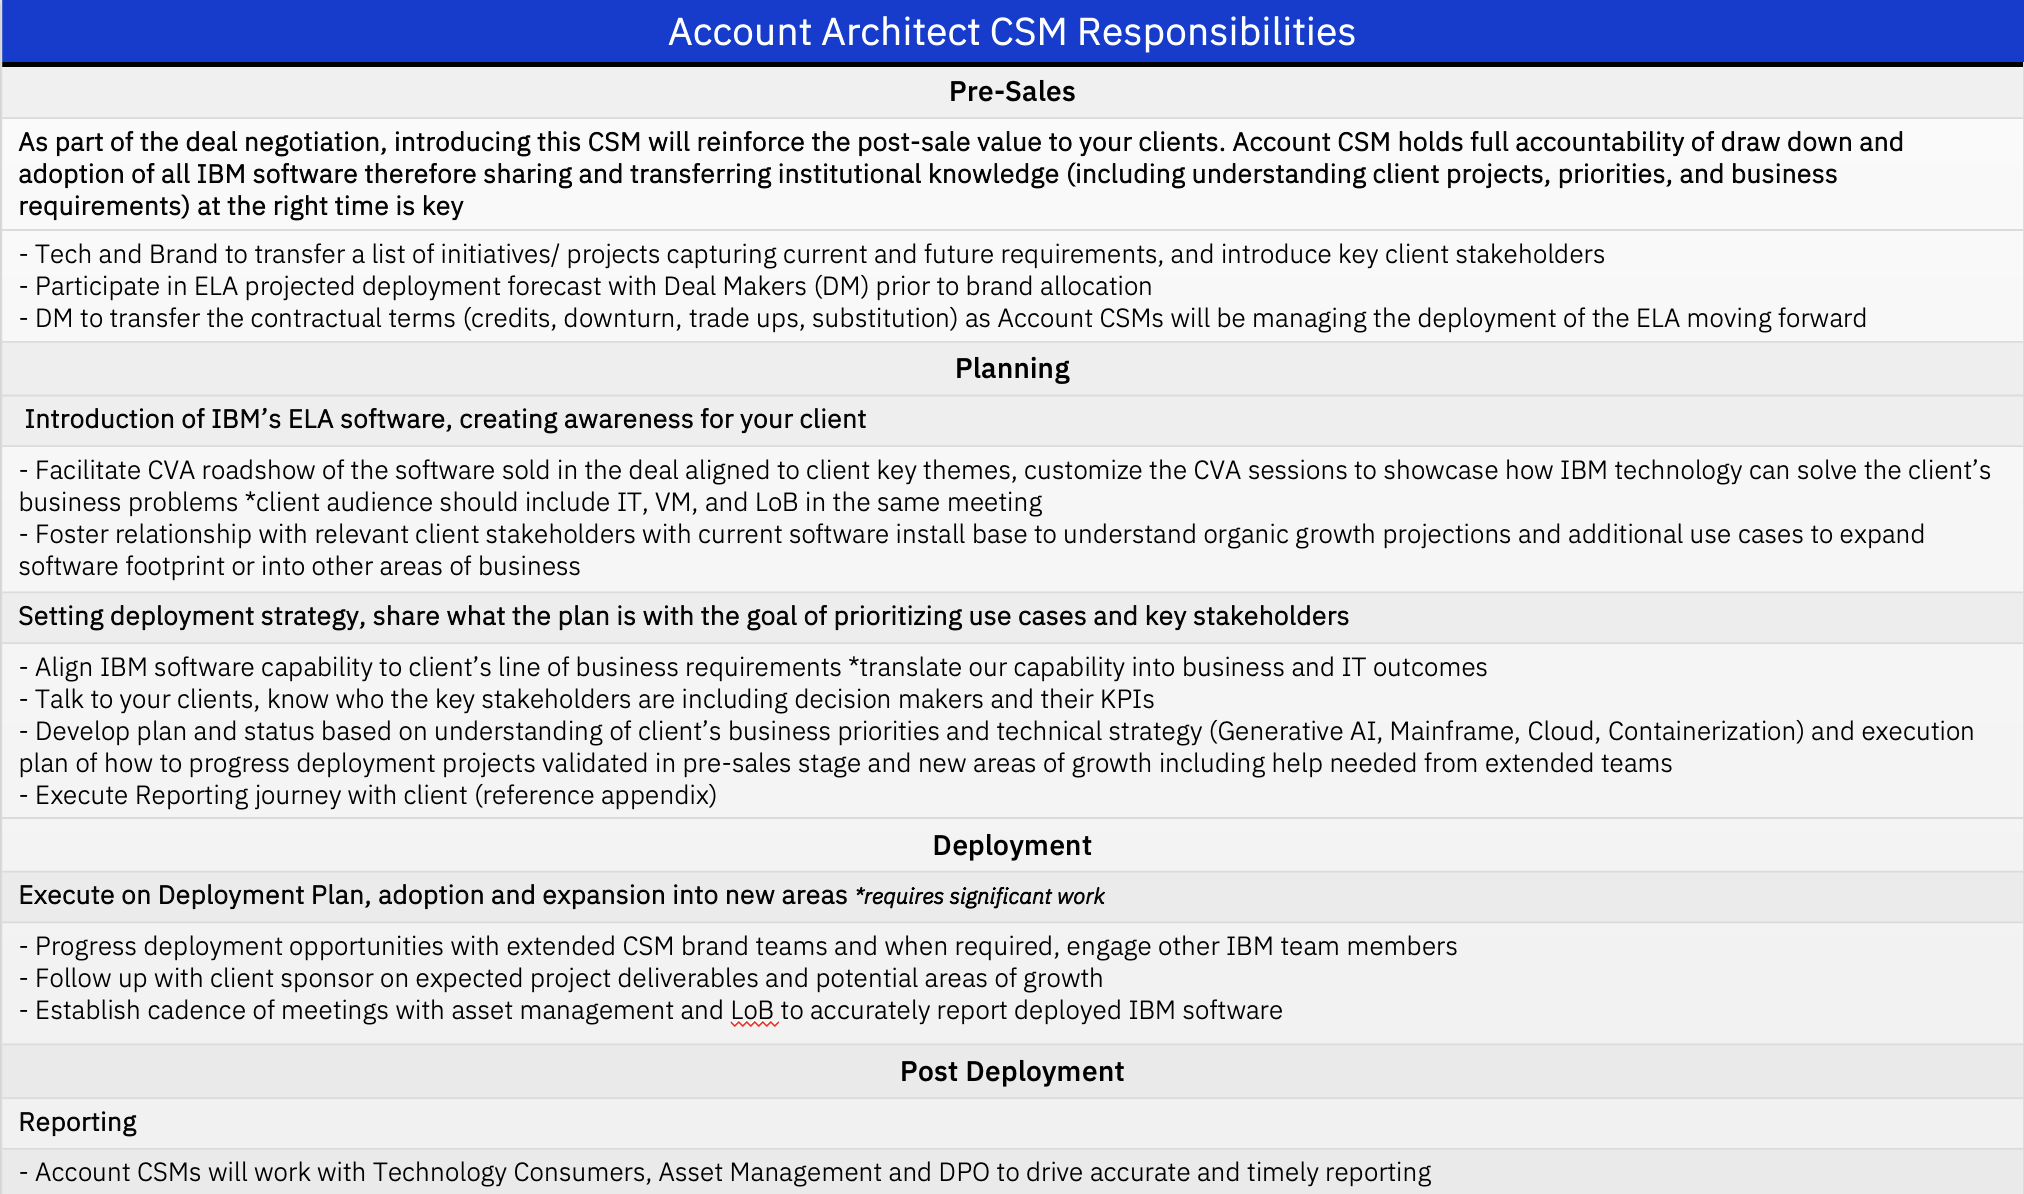 Account Architect CSM Responsibilities
Pre-Sales
As part of the deal negotiation, introducing this CSM will reinforce the post-sale value to your clients. Account CSM holds full accountability of draw down and
adoption of all IBM software therefore sharing and transferring institutional knowledge (including understanding client projects, priorities, and business
requirements) at the right time is key
- Tech and Brand to transfer a list of initiatives/ projects capturing current and future requirements, and introduce key client stakeholders
- Participate in ELA projected deployment forecast with Deal Makers (DM) prior to brand allocation
- DM to transfer the contractual terms (credits, downturn, trade ups, substitution) as Account CSMs will be managing the deployment of the ELA moving forward
Planning
Introduction of IBM’s ELA software, creating awareness for your client
- Facilitate CVA roadshow of the software sold in the deal aligned to client key themes, customize the CVA sessions to showcase how IBM technology can solve the client’s
business problems *client audience should include IT, VM, and LoB in the same meeting
- Foster relationship with relevant client stakeholders with current software install base to understand organic growth projections and additional use cases to expand
software footprint or into other areas of business
Setting deployment strategy, share what the plan is with the goal of prioritizing use cases and key stakeholders
- Align IBM software capability to client’s line of business requirements *translate our capability into business and IT outcomes
- Talk to your clients, know who the key stakeholders are including decision makers and their KPIs
- Develop plan and status based on understanding of client’s business priorities and technical strategy (Generative AI, Mainframe, Cloud, Containerization) and execution
plan of how to progress deployment projects validated in pre-sales stage and new areas of growth including help needed from extended teams
- Execute Reporting journey with client (reference appendix)
Deployment
Execute on Deployment Plan, adoption and expansion into new areas *requires significant work
- Progress deployment opportunities with extended CSM brand teams and when required, engage other IBM team members
- Follow up with client sponsor on expected project deliverables and potential areas of growth
- Establish cadence of meetings with asset management and LoB to accurately report deployed IBM software
Post Deployment
Reporting
- Account CSMs will work with Technology Consumers, Asset Management and DPO to drive accurate and timely reporting